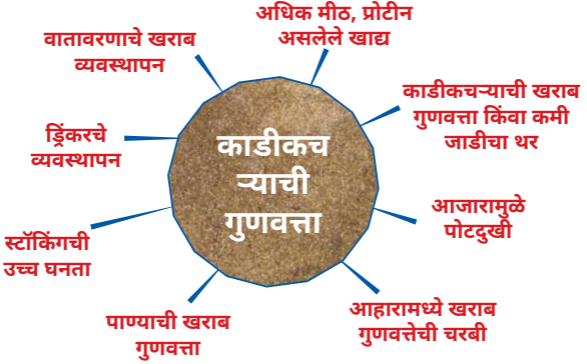 अधिक मीठ, प्रोटीन
असलेले खाद्य
वातावरणाचे खराब
व्यवस्थापन
काडीकचऱ्याची खराब
गुणवत्ता किंवा कमी
जाडीचा थर
ड्रिंकरचे
व्यवस्थापन
काडीकच
ऱ्याची
गुणवत्ता
आजारामुळे
पोटदुखी
स्टॉकिंगची
उच्च घनता
पाण्याची खराब
गुणवत्ता
आहारामध्ये खराब
गुणवत्तेची चरबी